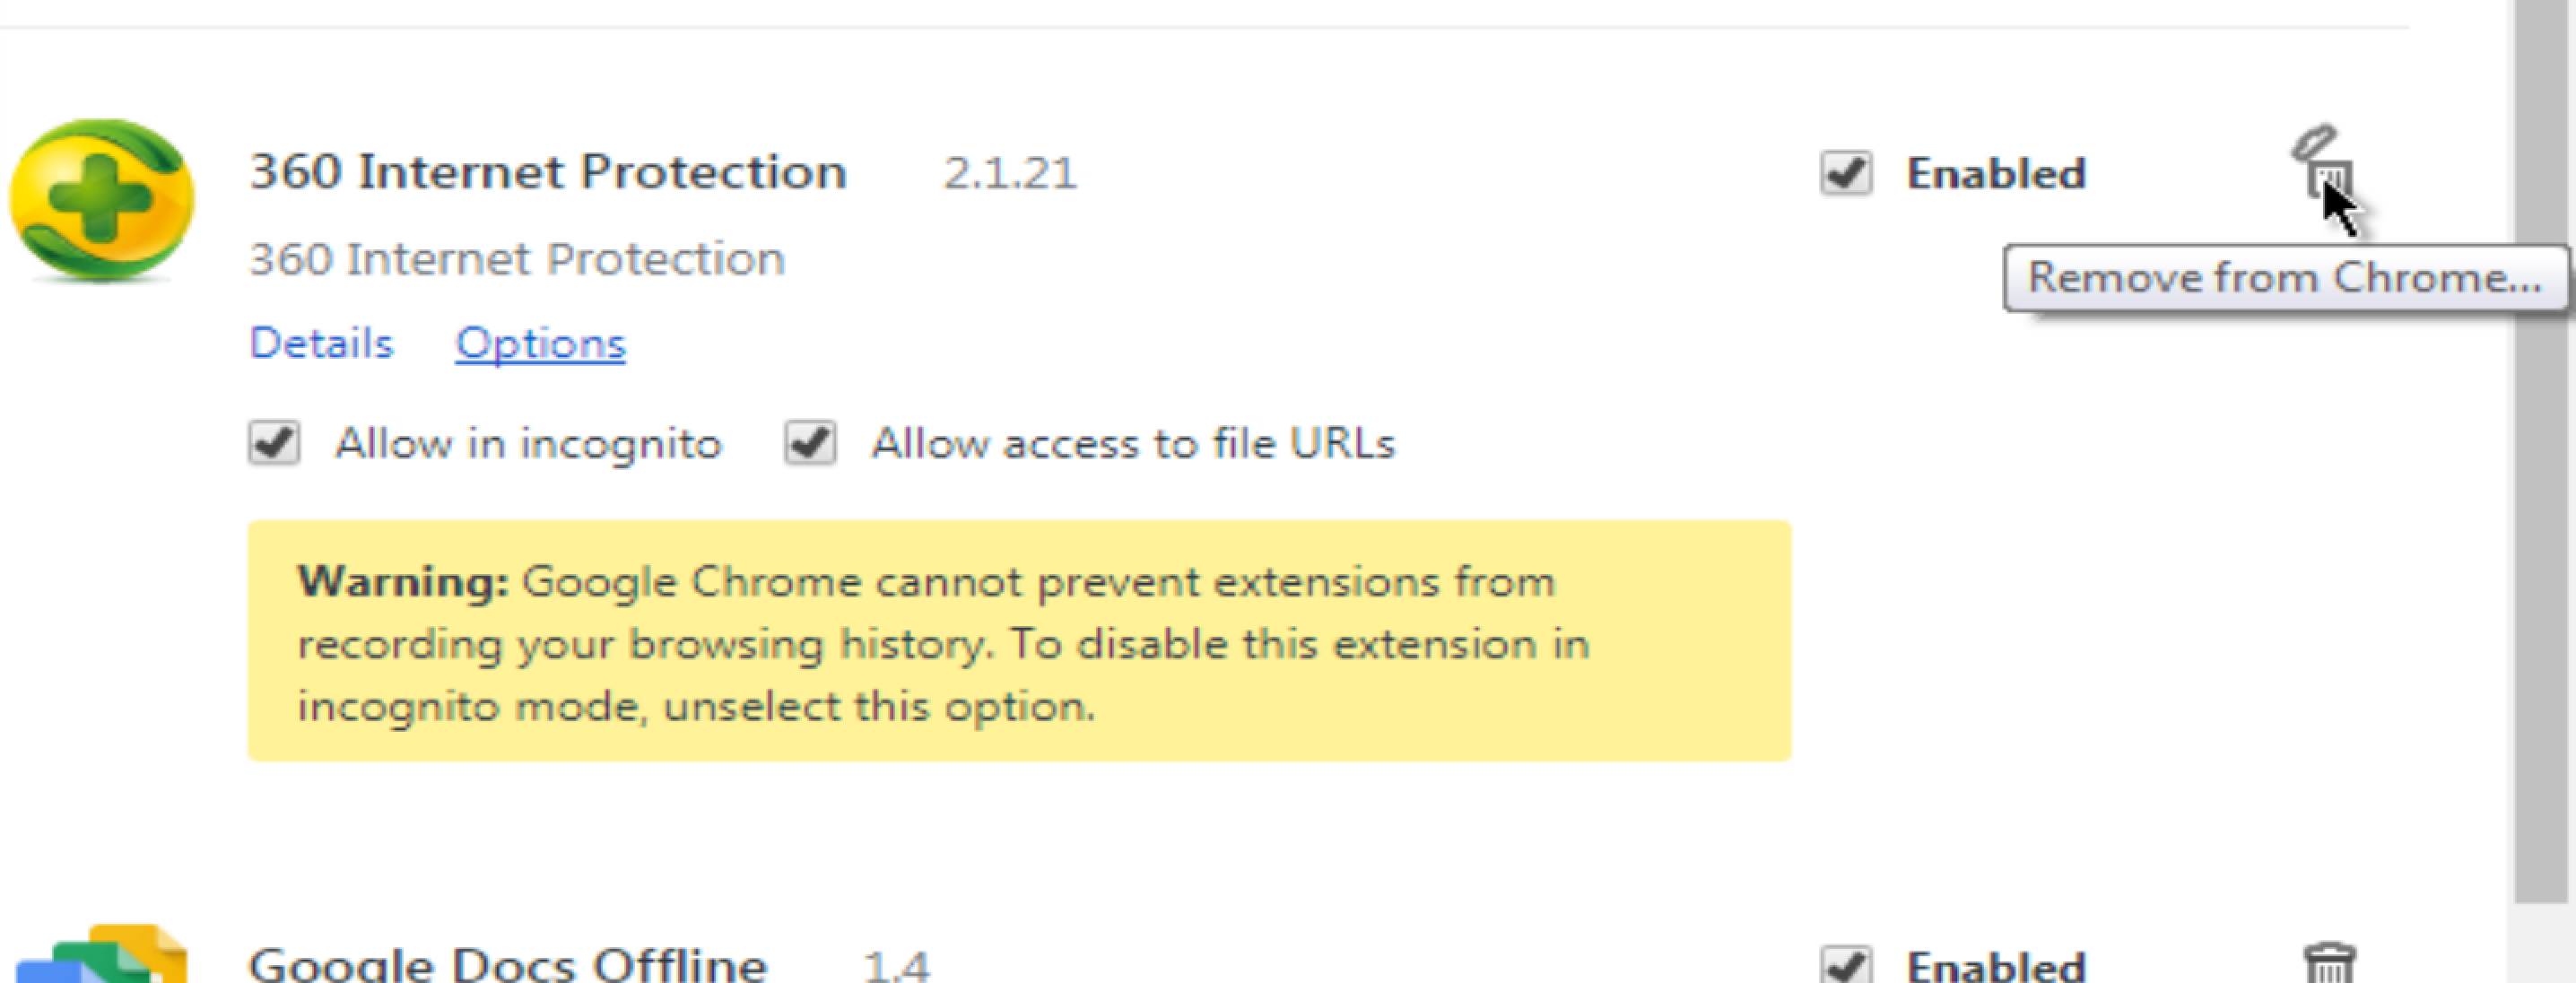 360 Internet Protection 2.1.21 Enabled
360 Internet Protection
Remove from Chrome...
Details Options
Allow in incognito Allow access to file URLs
Warning: Google Chrome cannot prevent extensions from
recording your browsing history. To disable this extension in
incognito mode, unselect this option.
Google Docs Offline 1.4 Enabled